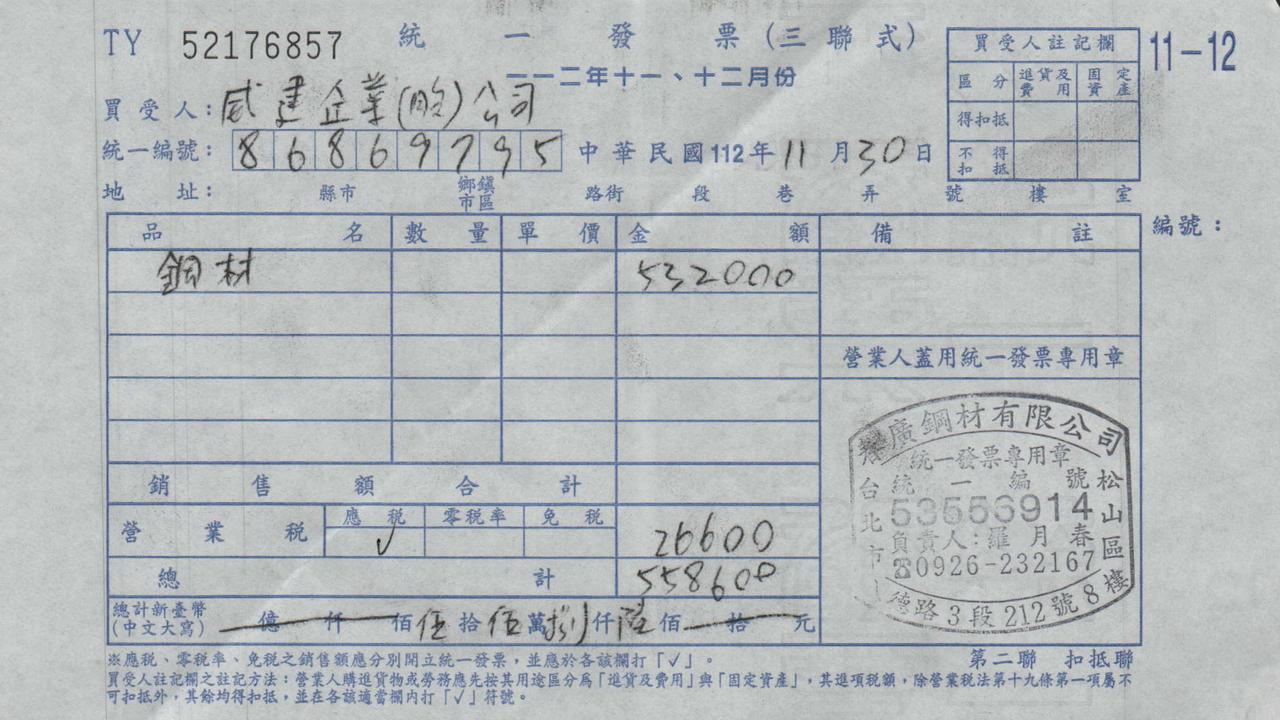 TY 52176857 統一發票(三聯式)
一一二年十一、十二月份
11-12
買受人註記欄
區分 進貨及費用 固定資產
得扣抵
不得扣抵
買受人:威建企業(股)公司
統一編號:86869795 中華民國112年11月30日
地址: 縣市 鄉鎮市區 路街 段 巷 弄 號 樓 室
編號:
品名 數量 單價 金額 備註
鋼材 532000
營業人蓋用統一發票專用章
銷售額合計
營業稅 應稅 零稅率 免稅
✓ 26600
總計 558600
總計新臺幣(中文大寫) 億 仟 佰 伍 拾 伍 萬 捌 仟 陸 佰 拾 元
廣鋼材有限公司
統一發票專用章
統一編號
53556914
負責人:羅月春
☎0926-232167
台北市松山區
德路3段212號8樓
第二聯 扣抵聯
※應稅、零稅率、免稅之銷售額應分別開立統一發票,並應於各該欄打「✓」。
買受人註記欄之註記方法:營業人購進貨物或勞務應先按其用途區分為「進貨及費用」與「固定資產」,其進項稅額,除營業稅法第十九條第一項屬不
可扣抵外,其餘均得扣抵,並在各該適當欄內打「✓」符號。